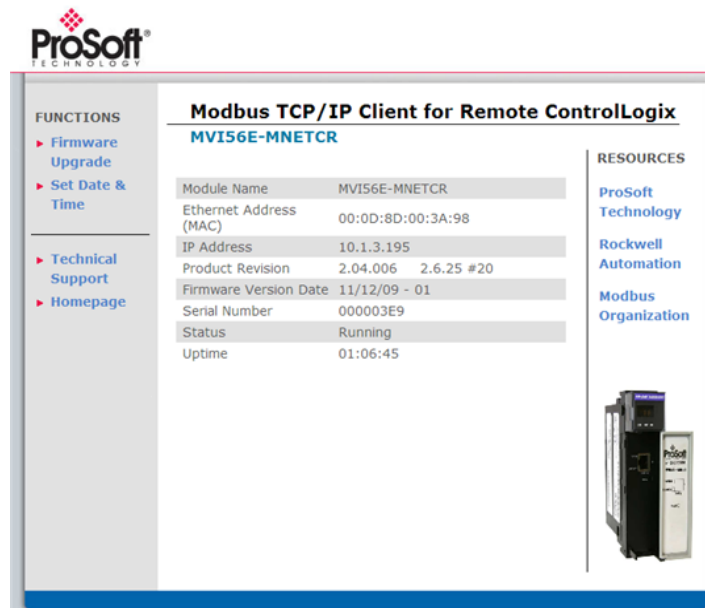 ProSoft®
TECHNOLOGY
Modbus TCP/IP Client for Remote ControlLogix
MVI56E-MNETCR
FUNCTIONS
Firmware
Upgrade
Set Date &
Time
Technical
Support
Homepage
Module Name MVI56E-MNETCR
Ethernet Address
(MAC) 00:0D:8D:00:3A:98
IP Address 10.1.3.195
Product Revision 2.04.006 2.6.25 #20
Firmware Version Date 11/12/09 - 01
Serial Number 000003E9
Status Running
Uptime 01:06:45
RESOURCES
ProSoft
Technology
Rockwell
Automation
Modbus
Organization
ProSoft